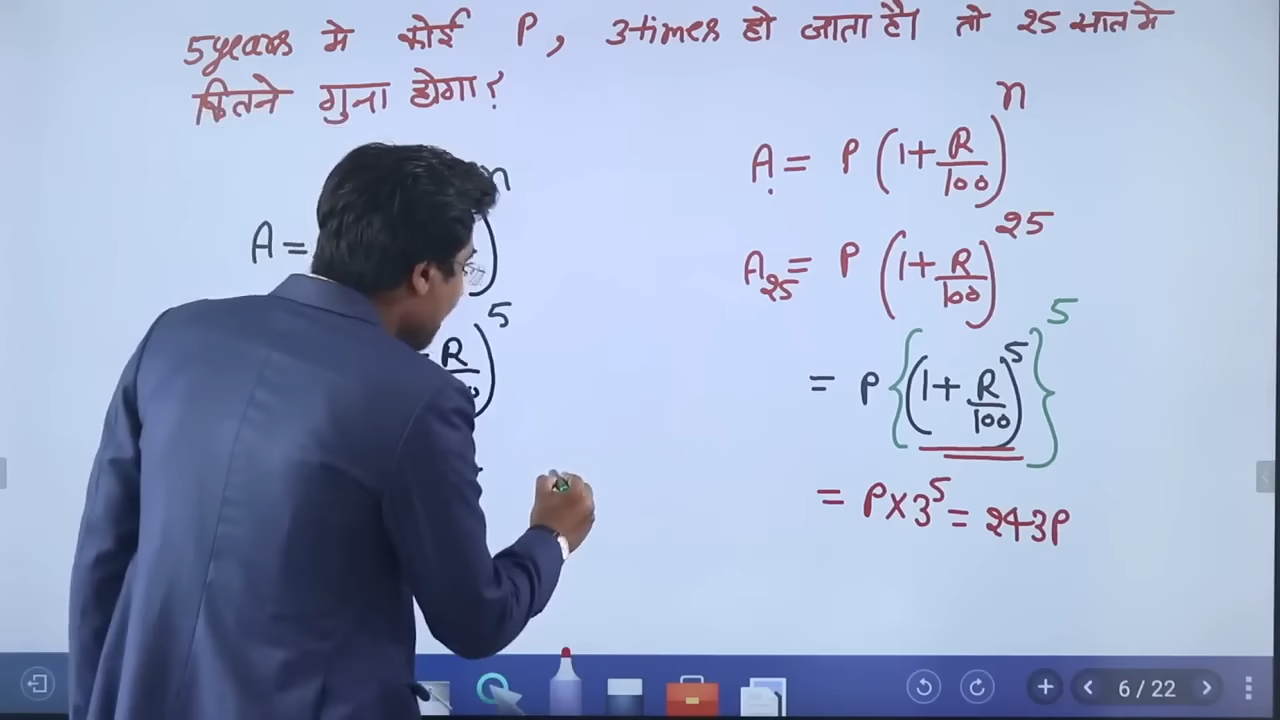 5years मे कोई P, 3times हो जाता है। तो 25 साल मे
कितने गुना होगा?
A =
n
5
R
A = P (1+R/100)^n
A₂₅ = P (1+R/100)^25
= P {(1+R/100)^5}^5
= P×3^5 = 243P
6 / 22